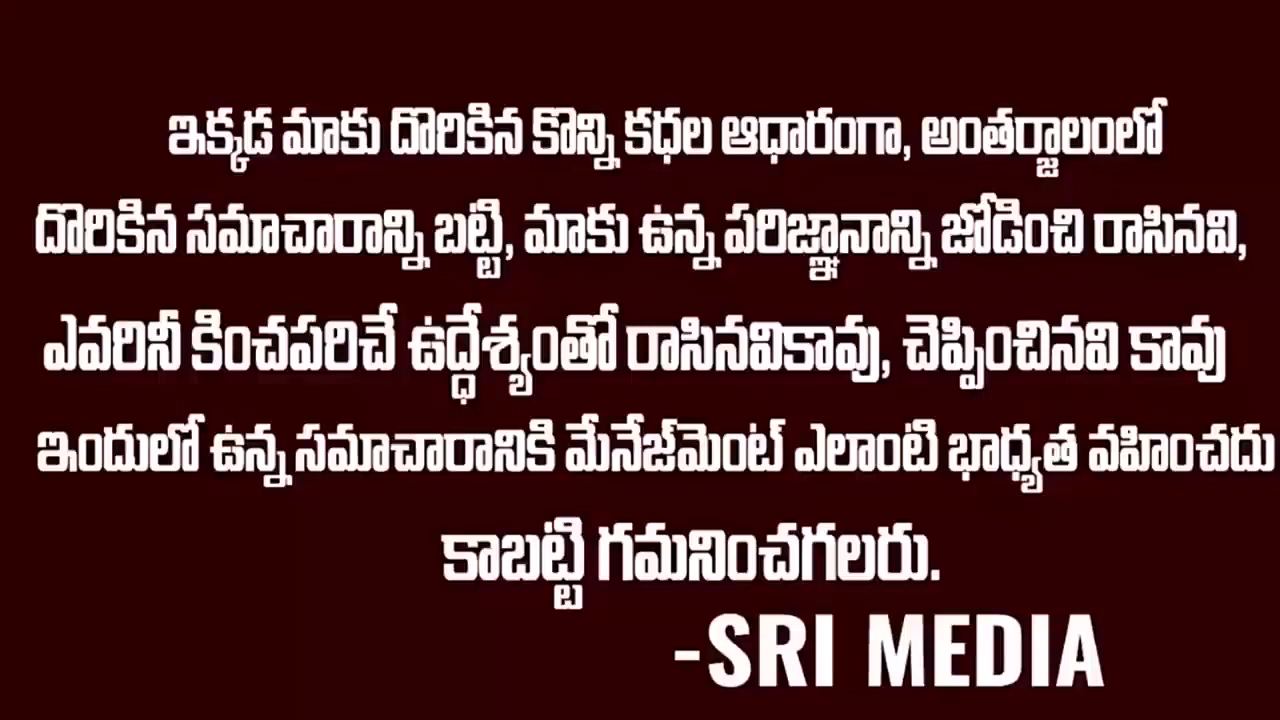 ఇక్కడ మాకు దొరికిన కొన్ని కధల ఆధారంగా, అంతర్జాలంలో
దొరికిన సమాచారాన్ని బట్టి, మాకు ఉన్న పరిజ్ఞానాన్ని జోడించి రాసినవి,
ఎవరినీ కించపరిచే ఉద్ధేశ్యంతో రాసినవికావు, చెప్పించినవి కావు
ఇందులో ఉన్న సమాచారానికి మేనేజ్‌మెంట్ ఎలాంటి భాధ్యత వహించదు
కాబట్టి గమనించగలరు.
-SRI MEDIA